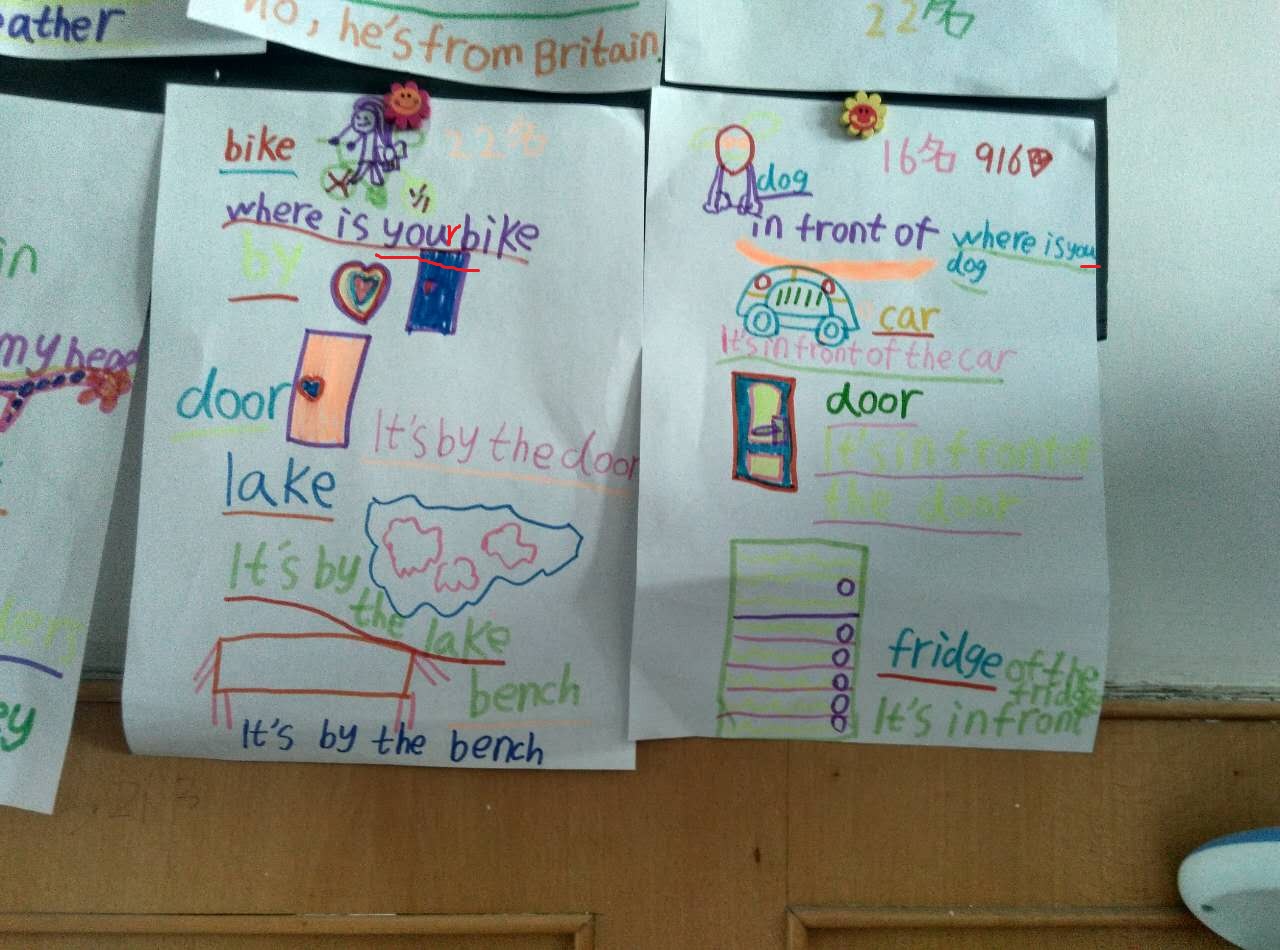 ather
no, he's from Britain.
22名
in
my head
ey
bike
22名
where is your bike
by
door
It's by the door
lake
It's by
the lake
bench
It's by the bench
16名 916
dog
in front of
where is you
dog
car
It's in front of the car
door
It's in front of
the door
fridge
of the
fridge
It's in front